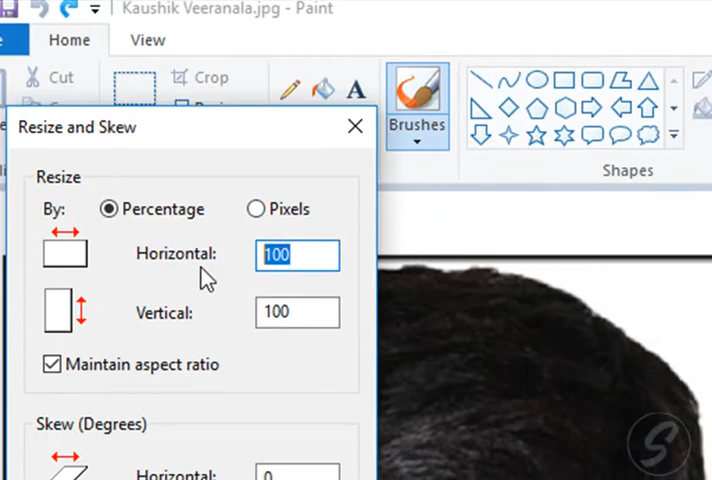 Kaushik Veeranala.jpg - Paint
Home View
Cut Crop
A
Brushes
Shapes
Resize and Skew
Resize
By: Percentage Pixels
Horizontal: 100
Vertical: 100
Maintain aspect ratio
Skew (Degrees)
Horizontal: 0
S